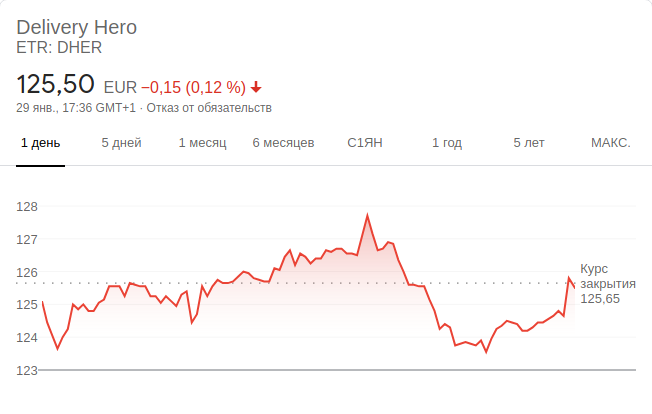 Delivery Hero
ETR: DHER
125,50 EUR −0,15 (0,12 %)
29 янв., 17:36 GMT+1 · Отказ от обязательств
1 день 5 дней 1 месяц 6 месяцев С1ЯН 1 год 5 лет МАКС.
128
127
126
125
124
123
Курс
закрытия
125,65